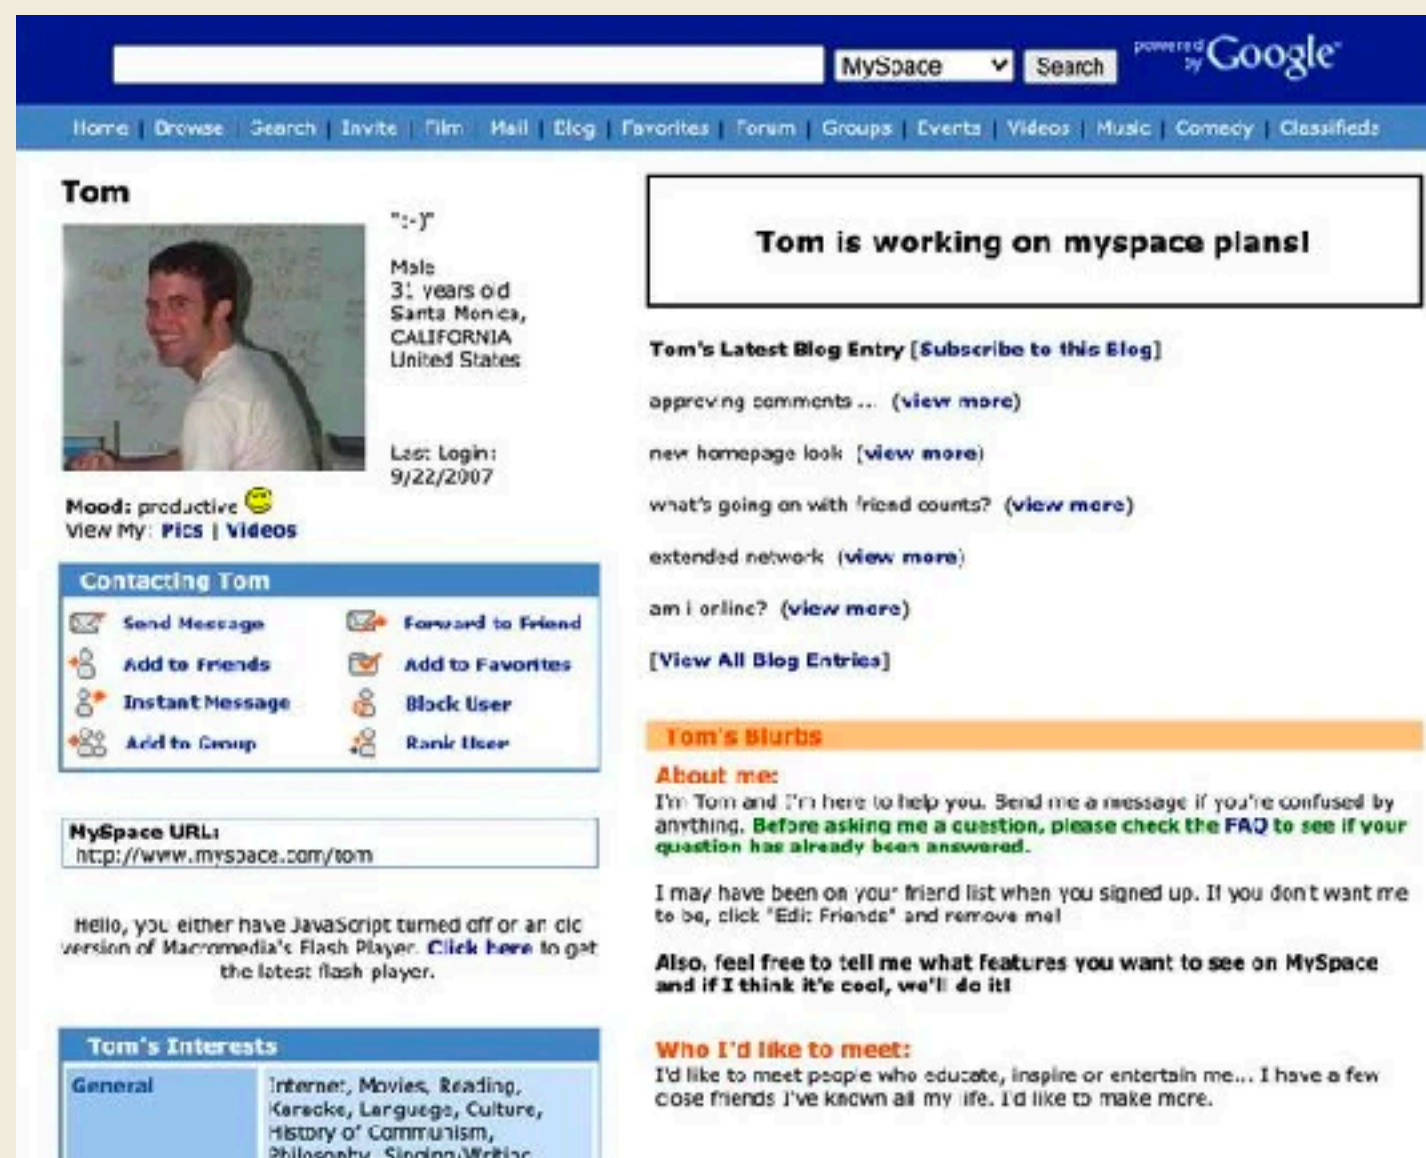 MySpace
Search
powered by Google
Home | Browse | Search | Invite | Film | Mail | Blog | Favorites | Forum | Groups | Events | Videos | Music | Comedy | Classifieds
Tom
":-)"
Male
31 years old
Santa Monica,
CALIFORNIA
United States
Last Login:
9/22/2007
Mood: productive
View My: Pics | Videos
Contacting Tom
Send Message
Forward to Friend
Add to Friends
Add to Favorites
Instant Message
Block User
Add to Group
Rank User
MySpace URL:
http://www.myspace.com/tom
Hello, you either have JavaScript turned off or an old
version of Macromedia's Flash Player. Click here to get
the latest flash player.
Tom's Interests
General
Internet, Movies, Reading,
Karaoke, Language, Culture,
History of Communism,
Philosophy, Singing/Writing
Tom is working on myspace plans!
Tom's Latest Blog Entry [Subscribe to this Blog]
approving comments ... (view more)
new homepage look (view more)
what's going on with friend counts? (view more)
extended network (view more)
am i online? (view more)
[View All Blog Entries]
Tom's Blurbs
About me:
I'm Tom and I'm here to help you. Send me a message if you're confused by
anything. Before asking me a question, please check the FAQ to see if your
question has already been answered.
I may have been on your friend list when you signed up. If you don't want me
to be, click "Edit Friends" and remove me!
Also, feel free to tell me what features you want to see on MySpace
and if I think it's cool, we'll do it!
Who I'd like to meet:
I'd like to meet people who educate, inspire or entertain me... I have a few
close friends I've known all my life. I'd like to make more.